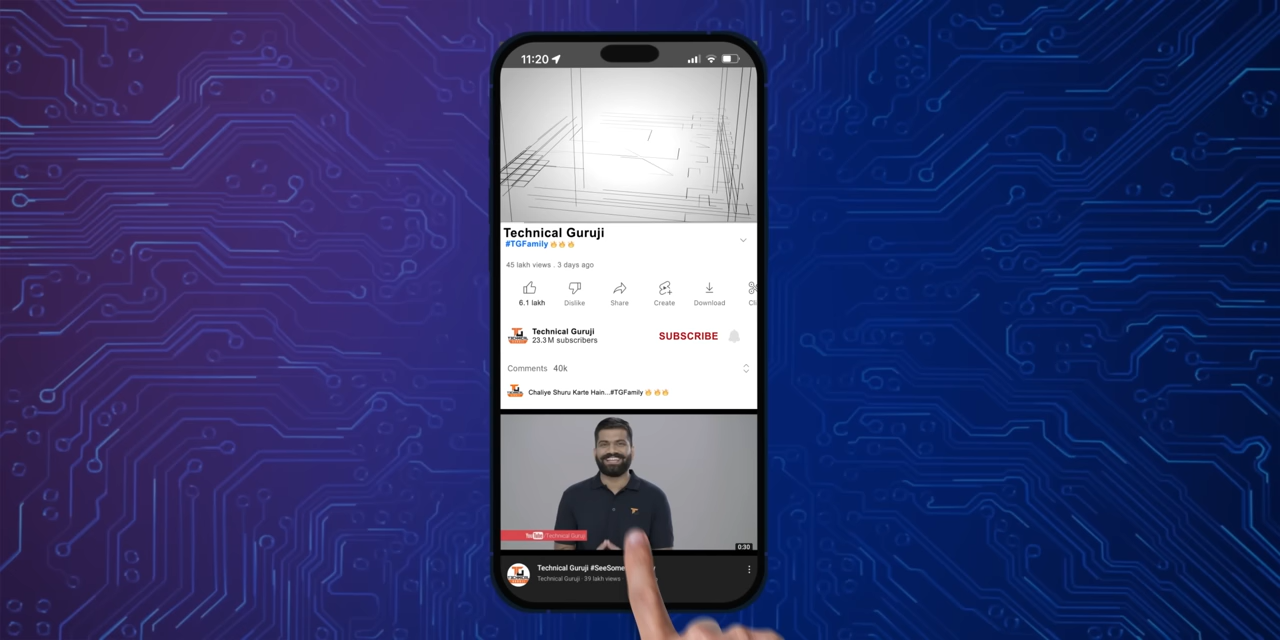 11:20
Technical Guruji
#TGFamily 🔥🔥🔥
45 lakh views . 3 days ago
6.1 lakh
Dislike
Share
Create
Download
Technical Guruji
23.3 M subscribers
SUBSCRIBE
Comments 40k
Chaliye Shuru Karte Hain...#TGFamily 🔥🔥🔥
YouTube Technical Guruji
0:30
Technical Guruji
Technical Guruji · 39 lakh views